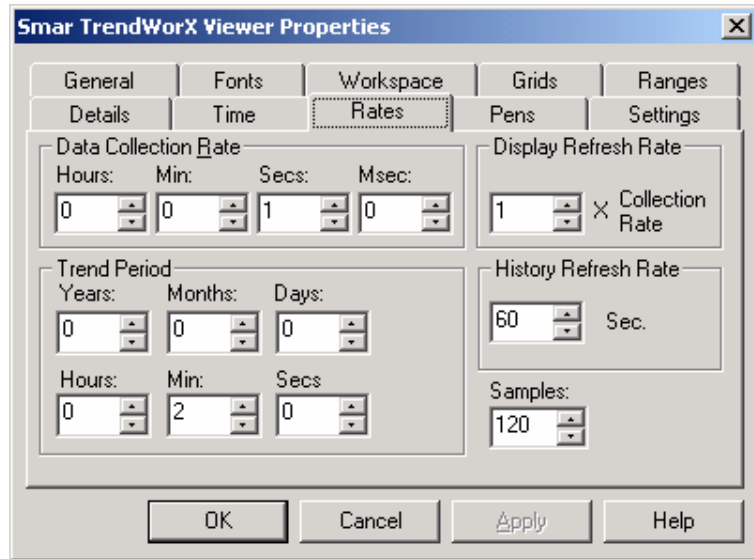 Smar TrendWorX Viewer Properties
General Fonts Workspace Grids Ranges
Details Time Rates Pens Settings
Data Collection Rate
Hours: Min: Secs: Msec:
0 0 1 0
Display Refresh Rate
1 X Collection
Rate
Trend Period
Years: Months: Days:
0 0 0
Hours: Min: Secs
0 2 0
History Refresh Rate
60 Sec.
Samples:
120
OK Cancel Apply Help